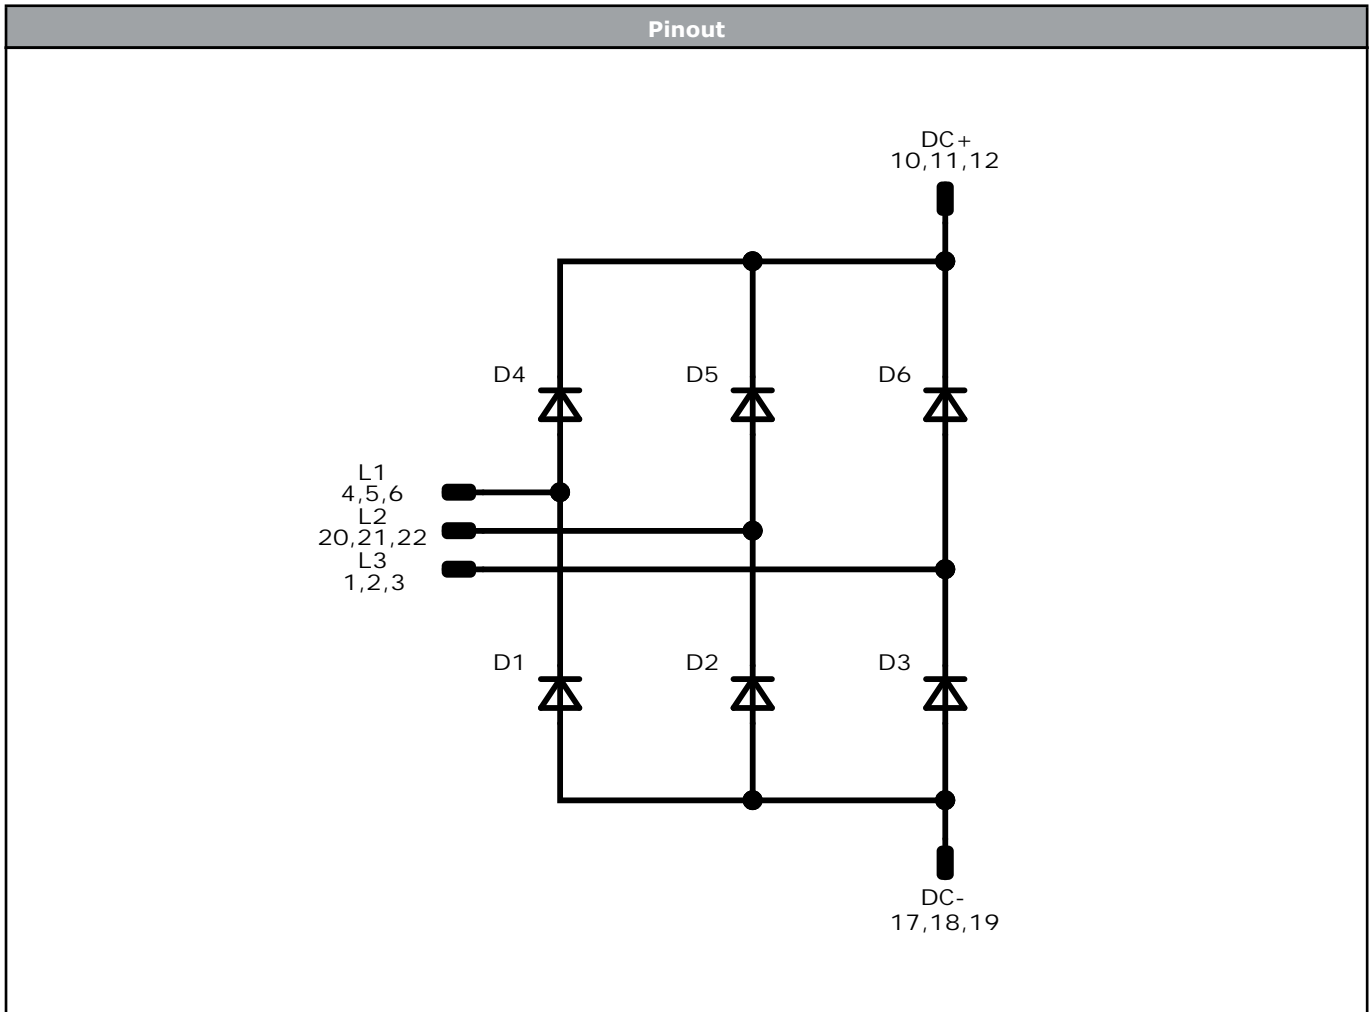 Pinout
DC+
10,11,12
D4
D5
D6
L1
4,5,6
L2
20,21,22
L3
1,2,3
D1
D2
D3
DC-
17,18,19